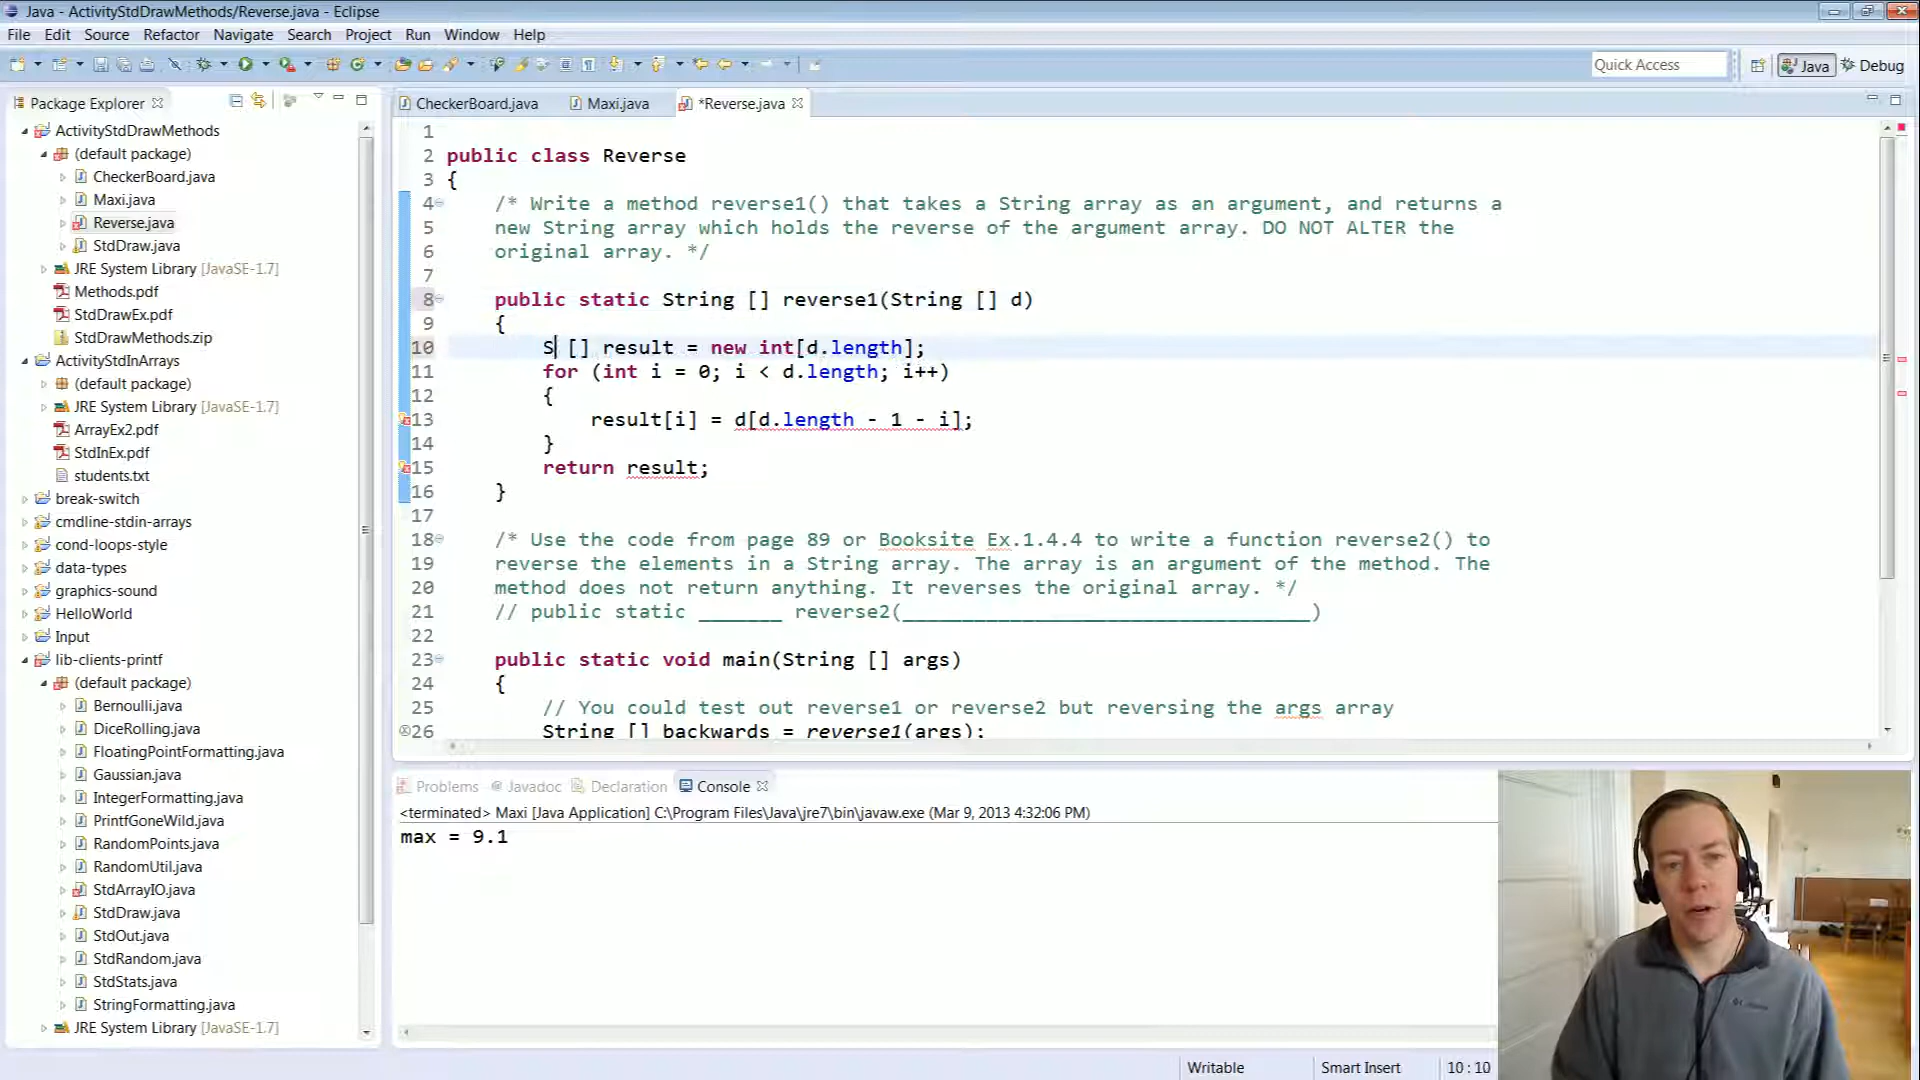 Java - ActivityStdDrawMethods/Reverse.java - Eclipse
File Edit Source Refactor Navigate Search Project Run Window Help
Quick Access Java Debug
Package Explorer
ActivityStdDrawMethods
(default package)
CheckerBoard.java
Maxi.java
Reverse.java
StdDraw.java
JRE System Library [JavaSE-1.7]
Methods.pdf
StdDrawEx.pdf
StdDrawMethods.zip
ActivityStdInArrays
(default package)
JRE System Library [JavaSE-1.7]
ArrayEx2.pdf
StdInEx.pdf
students.txt
break-switch
cmdline-stdin-arrays
cond-loops-style
data-types
graphics-sound
HelloWorld
Input
lib-clients-printf
(default package)
Bernoulli.java
DiceRolling.java
FloatingPointFormatting.java
Gaussian.java
IntegerFormatting.java
PrintfGoneWild.java
RandomPoints.java
RandomUtil.java
StdArrayIO.java
StdDraw.java
StdOut.java
StdRandom.java
StdStats.java
StringFormatting.java
JRE System Library [JavaSE-1.7]
CheckerBoard.java Maxi.java *Reverse.java
1
2 public class Reverse
3 {
4 /* Write a method reverse1() that takes a String array as an argument, and returns a
5 new String array which holds the reverse of the argument array. DO NOT ALTER the
6 original array. */
7
8 public static String [] reverse1(String [] d)
9 {
10 S [] result = new int[d.length];
11 for (int i = 0; i < d.length; i++)
12 {
13 result[i] = d[d.length - 1 - i];
14 }
15 return result;
16 }
17
18 /* Use the code from page 89 or Booksite Ex.1.4.4 to write a function reverse2() to
19 reverse the elements in a String array. The array is an argument of the method. The
20 method does not return anything. It reverses the original array. */
21 // public static _______ reverse2(__________________________________)
22
23 public static void main(String [] args)
24 {
25 // You could test out reverse1 or reverse2 but reversing the args array
26 String [] backwards = reverse1(args);
Problems Javadoc Declaration Console
<terminated> Maxi [Java Application] C:\Program Files\Java\jre7\bin\javaw.exe (Mar 9, 2013 4:32:06 PM)
max = 9.1
Writable Smart Insert 10 : 10